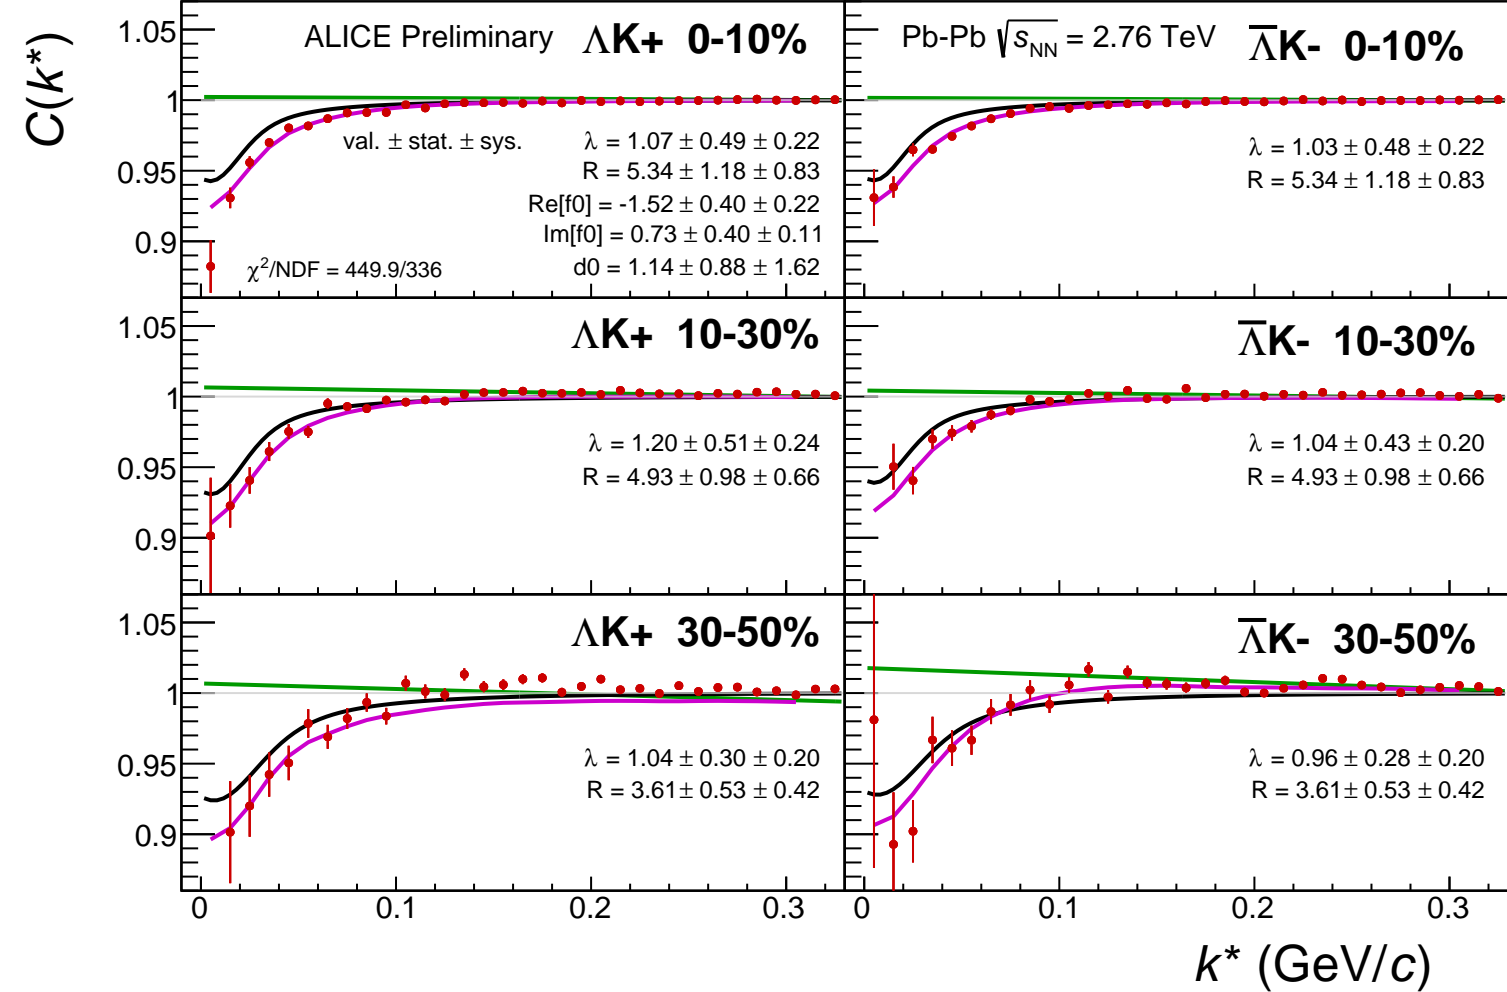 C(k*)
ALICE Preliminary
ΛK+ 0-10%
1.05
1
0.95
0.9
val. ± stat. ± sys.
λ = 1.07 ± 0.49 ± 0.22
R = 5.34 ± 1.18 ± 0.83
Re[f0] = -1.52 ± 0.40 ± 0.22
Im[f0] = 0.73 ± 0.40 ± 0.11
d0 = 1.14 ± 0.88 ± 1.62
χ²/NDF = 449.9/336
Pb-Pb √s_NN = 2.76 TeV
Λ̅K- 0-10%
λ = 1.03 ± 0.48 ± 0.22
R = 5.34 ± 1.18 ± 0.83
ΛK+ 10-30%
1.05
1
0.95
0.9
λ = 1.20 ± 0.51 ± 0.24
R = 4.93 ± 0.98 ± 0.66
Λ̅K- 10-30%
λ = 1.04 ± 0.43 ± 0.20
R = 4.93 ± 0.98 ± 0.66
ΛK+ 30-50%
1.05
1
0.95
0.9
λ = 1.04 ± 0.30 ± 0.20
R = 3.61 ± 0.53 ± 0.42
Λ̅K- 30-50%
λ = 0.96 ± 0.28 ± 0.20
R = 3.61 ± 0.53 ± 0.42
0 0.1 0.2 0.3
0 0.1 0.2 0.3
k* (GeV/c)